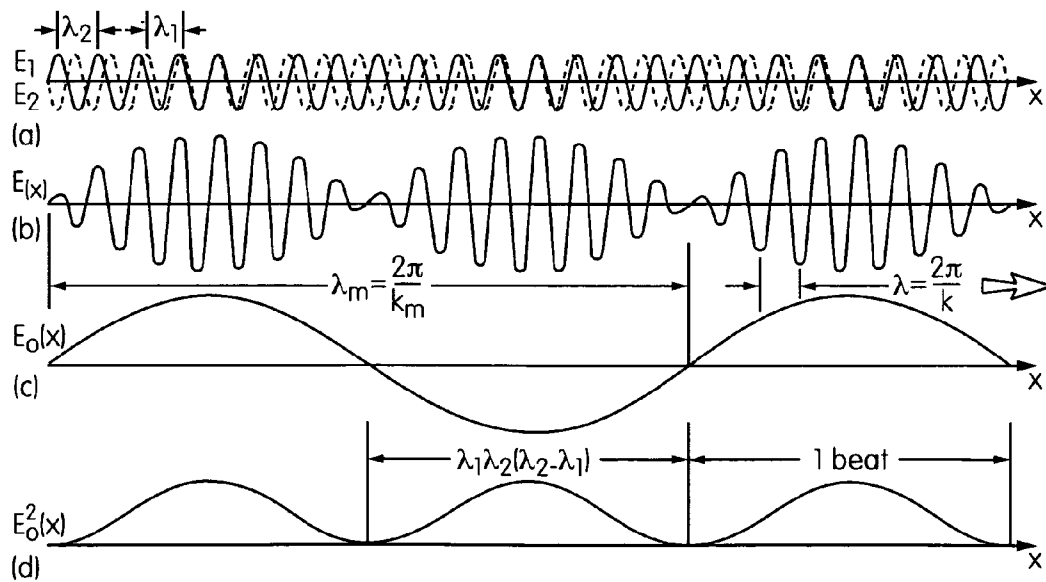 λ₂ λ₁
E₁
E₂
x
(a)
E(x)
x
(b)
λₘ=2π/kₘ
λ=2π/k
E₀(x)
x
(c)
λ₁λ₂(λ₂-λ₁)
1 beat
E₀²(x)
x
(d)